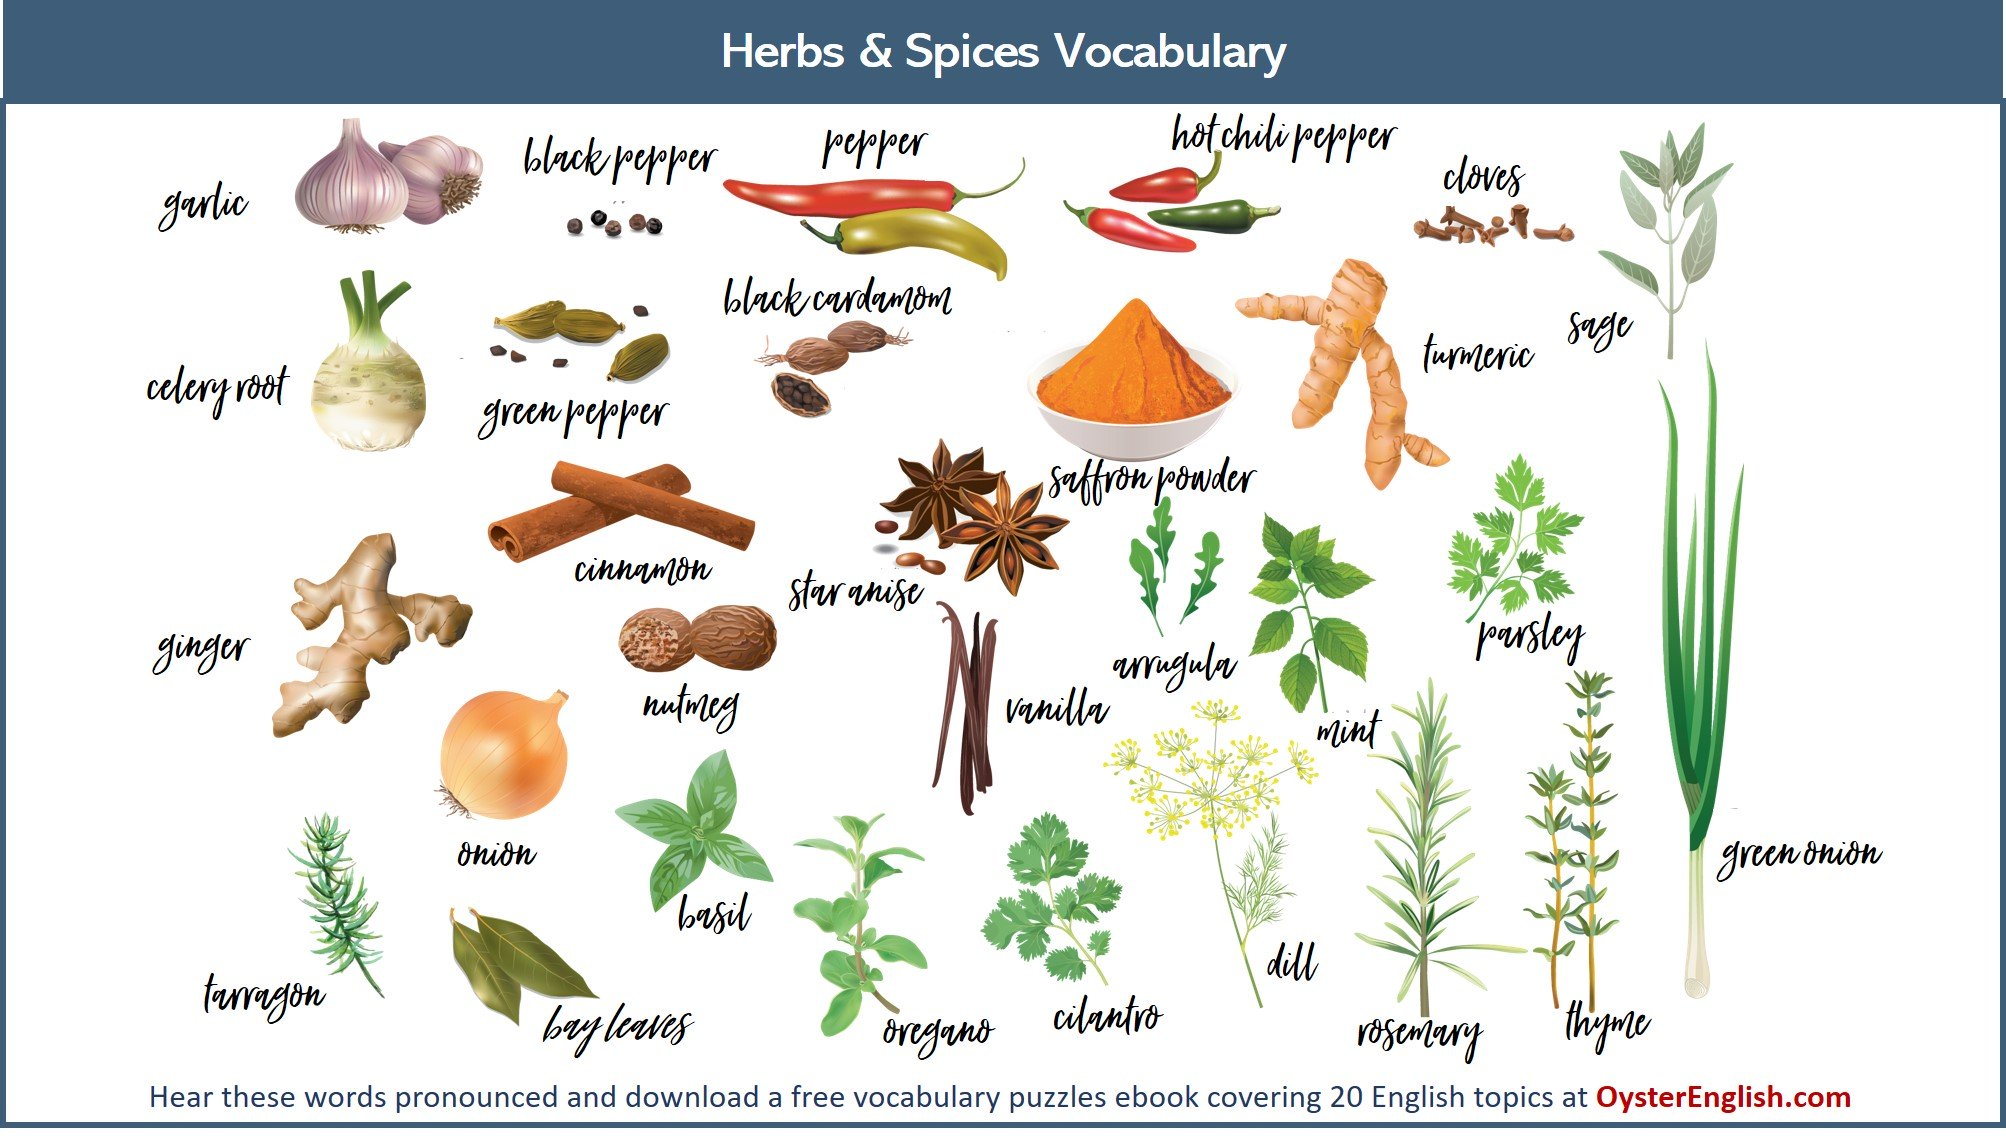 Herbs & Spices Vocabulary
garlic
black pepper
pepper
hot chili pepper
cloves
sage
celery root
green pepper
black cardamom
saffron powder
turmeric
ginger
cinnamon
star anise
arrugula
parsley
nutmeg
vanilla
mint
onion
basil
green onion
tarragon
bay leaves
oregano
cilantro
dill
rosemary
thyme
Hear these words pronounced and download a free vocabulary puzzles ebook covering 20 English topics at OysterEnglish.com